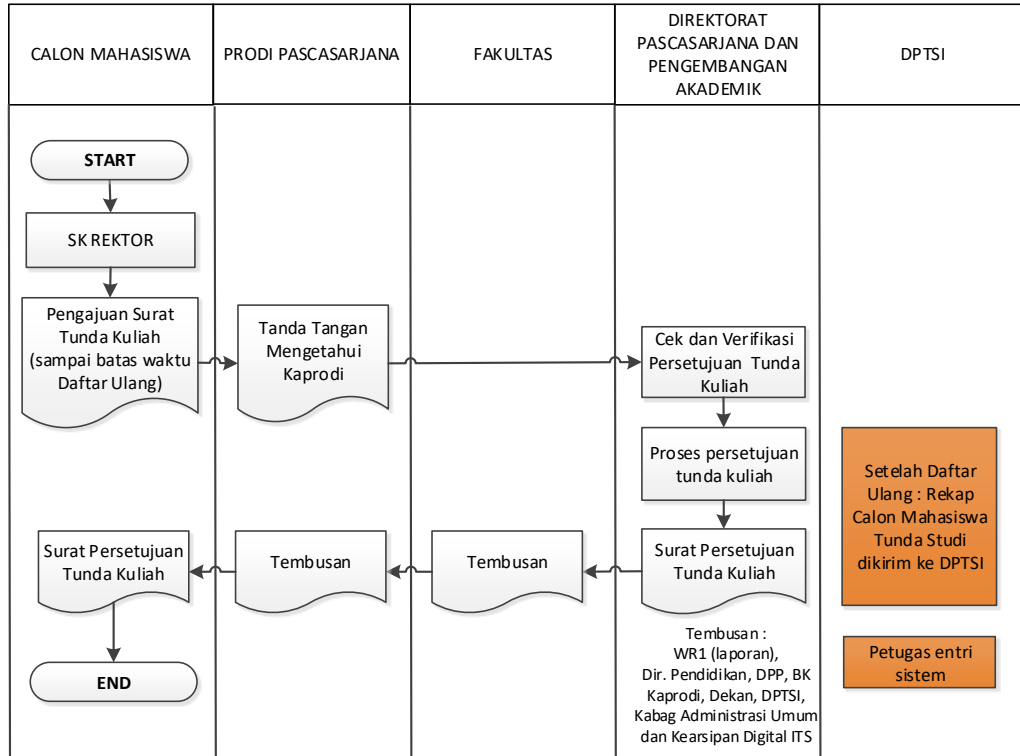 CALON MAHASISWA
PRODI PASCASARJANA
FAKULTAS
DIREKTORAT
PASCASARJANA DAN
PENGEMBANGAN
AKADEMIK
DPTSI
START
SK REKTOR
Pengajuan Surat
Tunda Kuliah
(sampai batas waktu
Daftar Ulang)
Tanda Tangan
Mengetahui
Kaprodi
Cek dan Verifikasi
Persetujuan Tunda
Kuliah
Proses persetujuan
tunda kuliah
Surat Persetujuan
Tunda Kuliah
Tembusan
Tembusan
Surat Persetujuan
Tunda Kuliah
END
Tembusan :
WR1 (laporan),
Dir. Pendidikan, DPP, BK
Kaprodi, Dekan, DPTSI,
Kabag Administrasi Umum
dan Kearsipan Digital ITS
Setelah Daftar
Ulang : Rekap
Calon Mahasiswa
Tunda Studi
dikirim ke DPTSI
Petugas entri
sistem